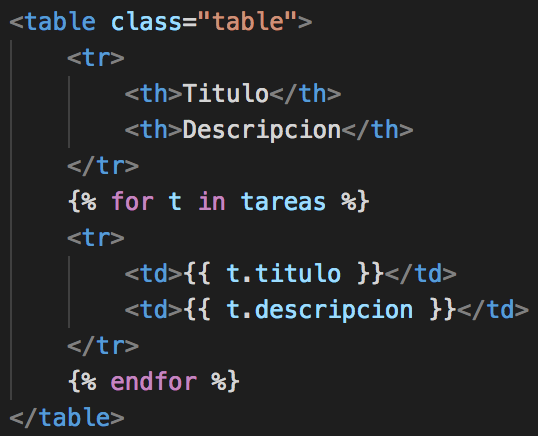 <table class="table">
    <tr>
        <th>Titulo</th>
        <th>Descripcion</th>
    </tr>
    {% for t in tareas %}
    <tr>
        <td>{{ t.titulo }}</td>
        <td>{{ t.descripcion }}</td>
    </tr>
    {% endfor %}
</table>